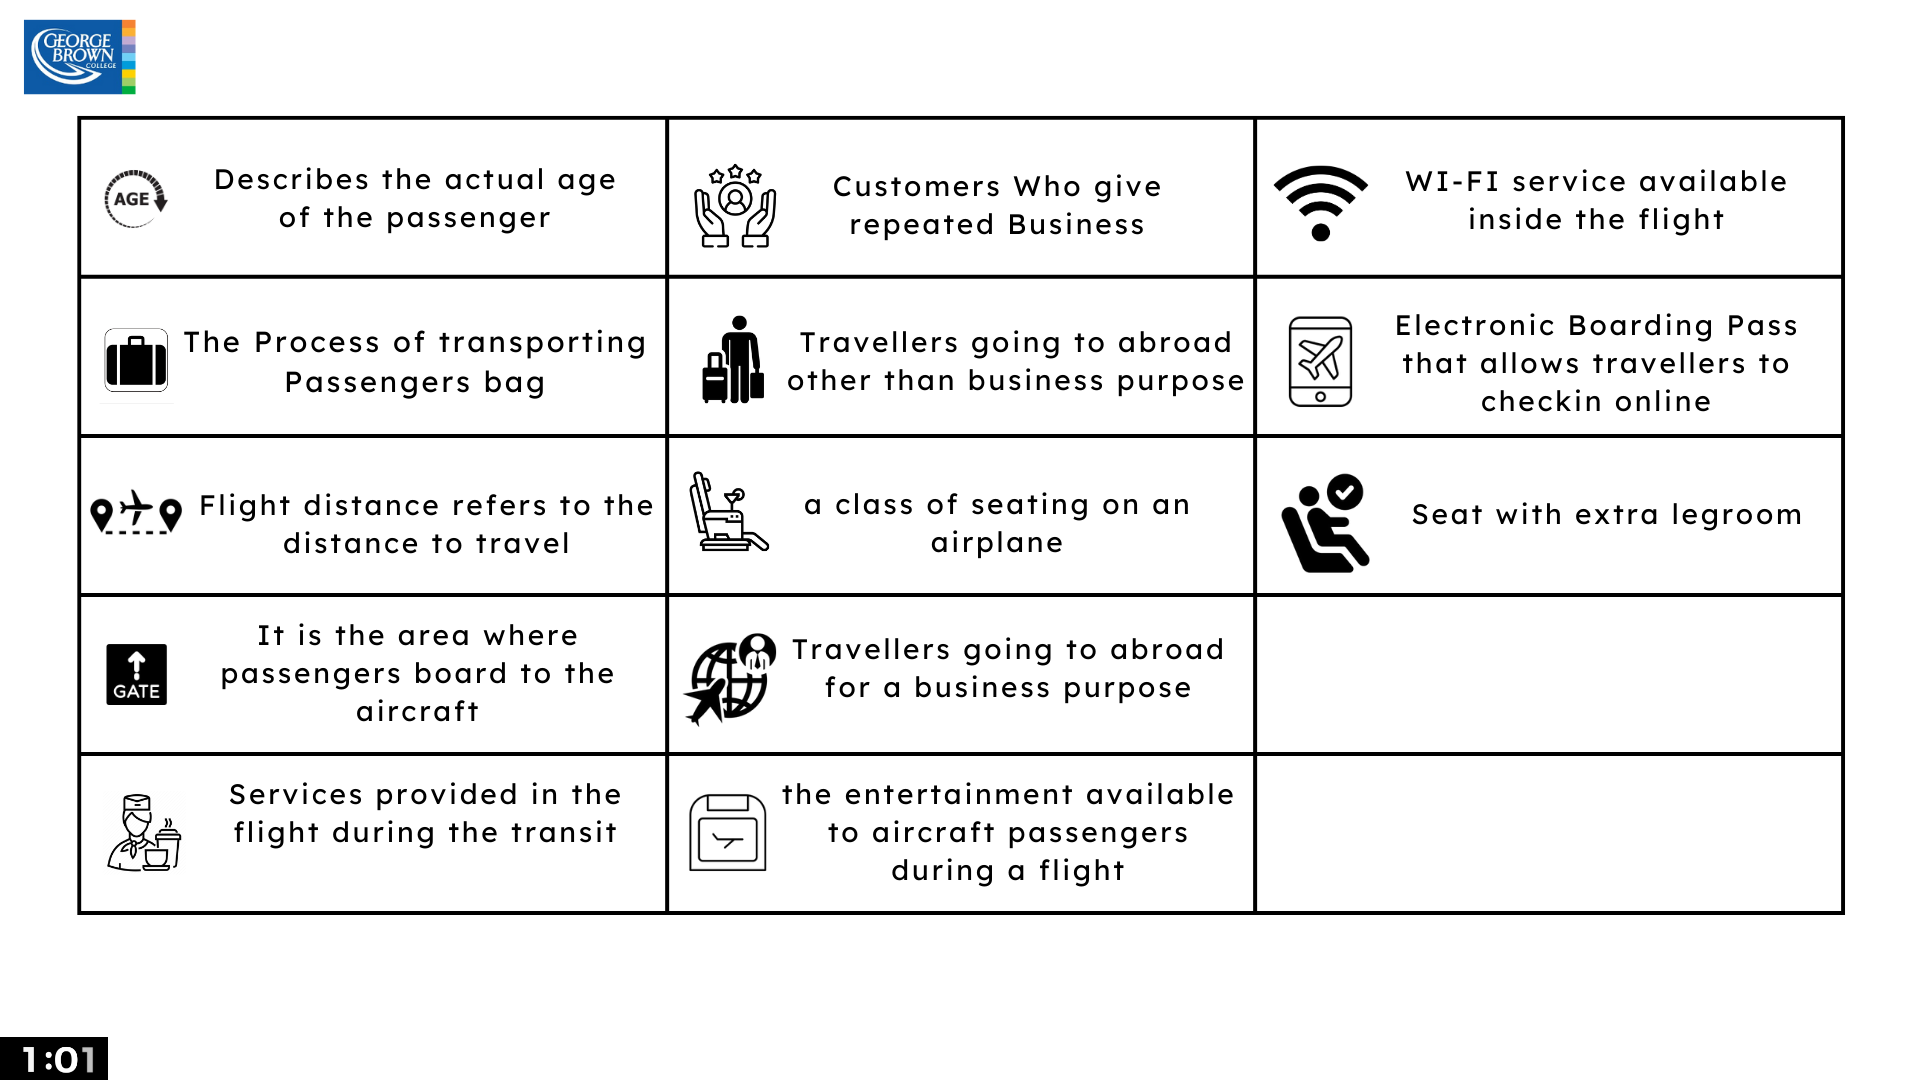 GEORGE
BROWN
COLLEGE
AGE
Describes the actual age
of the passenger
Customers Who give
repeated Business
WI-FI service available
inside the flight
The Process of transporting
Passengers bag
Travellers going to abroad
other than business purpose
Electronic Boarding Pass
that allows travellers to
checkin online
Flight distance refers to the
distance to travel
a class of seating on an
airplane
Seat with extra legroom
GATE
It is the area where
passengers board to the
aircraft
Travellers going to abroad
for a business purpose
Services provided in the
flight during the transit
the entertainment available
to aircraft passengers
during a flight
1:01